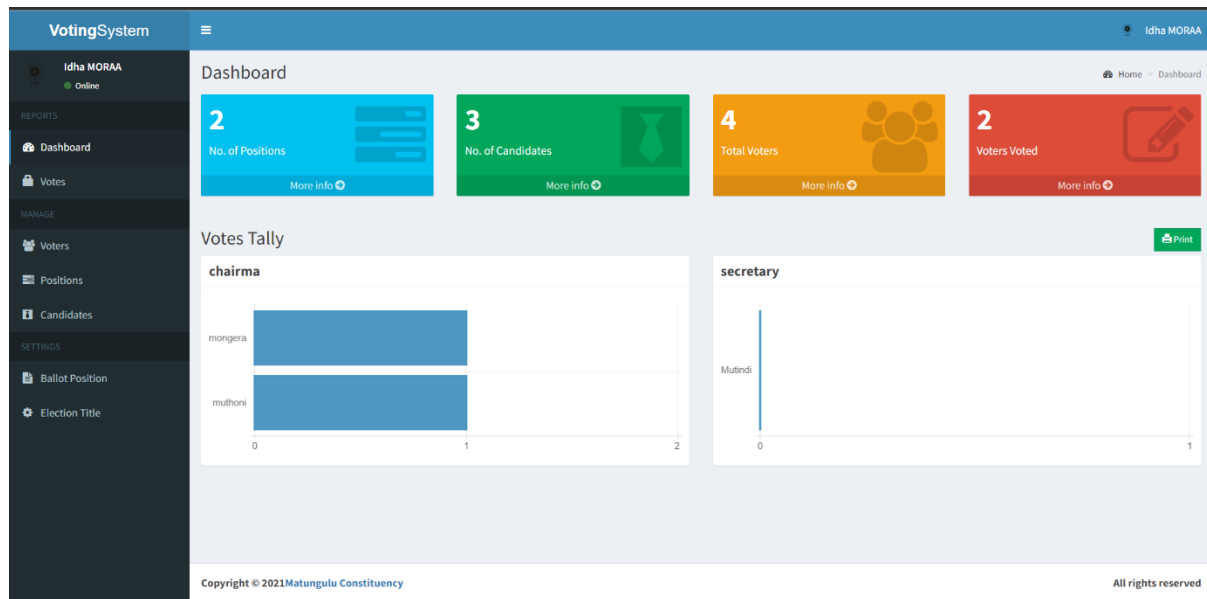 VotingSystem
Idha MORAA
Idha MORAA
Online
REPORTS
Dashboard
Votes
MANAGE
Voters
Positions
Candidates
SETTINGS
Ballot Position
Election Title
Dashboard
Home > Dashboard
2
No. of Positions
More info
3
No. of Candidates
More info
4
Total Voters
More info
2
Voters Voted
More info
Votes Tally
Print
chairma
mongera
muthoni
0 1 2
secretary
Mutindi
0 1
Copyright © 2021Matungulu Constituency
All rights reserved